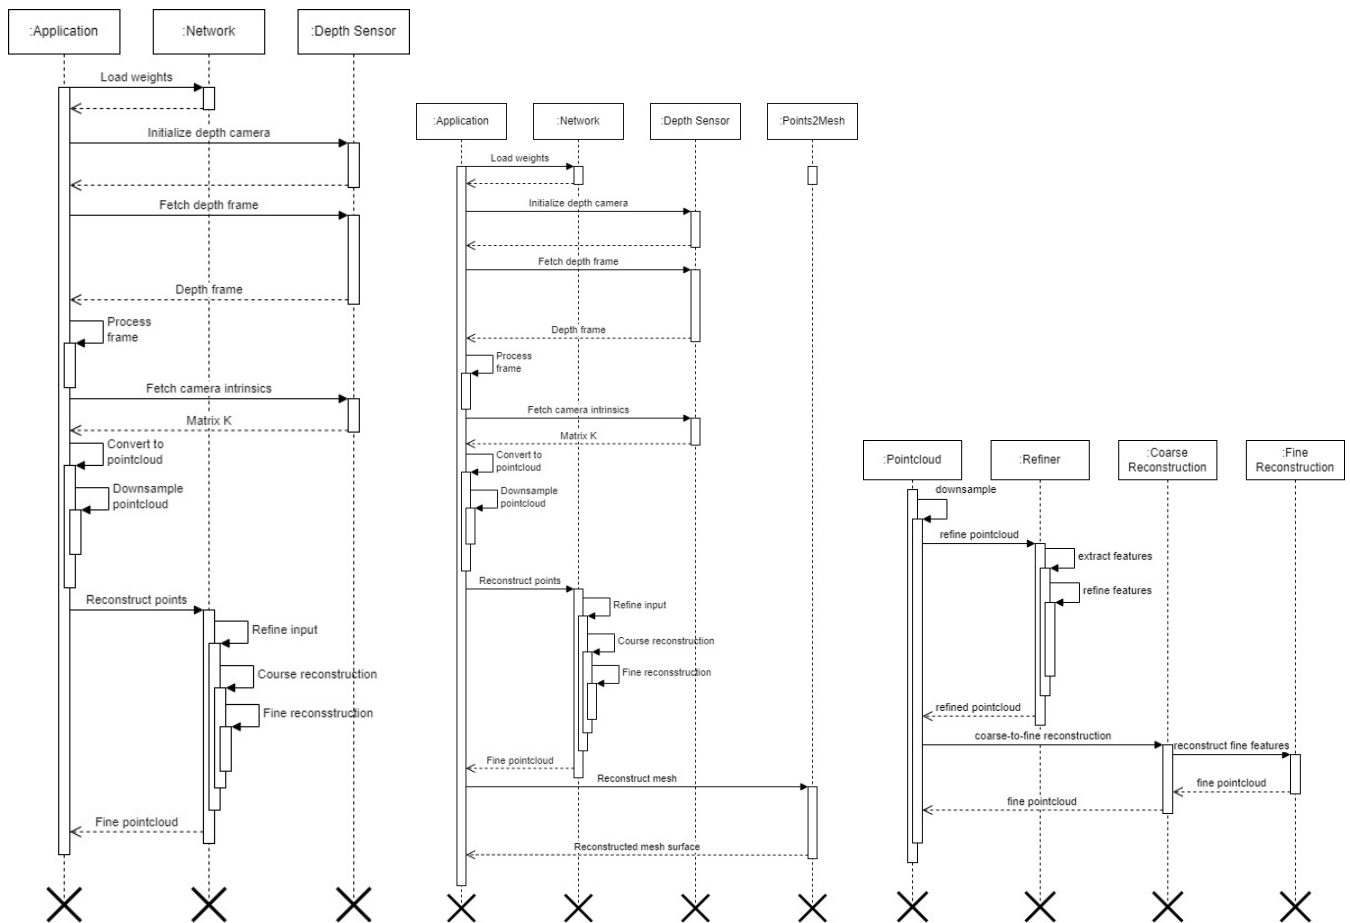 :Application
:Network
:Depth Sensor
Load weights
Initialize depth camera
Fetch depth frame
Depth frame
Process
frame
Fetch camera intrinsics
Matrix K
Convert to
pointcloud
Downsample
pointcloud
Reconstruct points
Refine input
Course reconstruction
Fine reconsstruction
Fine pointcloud
:Application
:Network
:Depth Sensor
:Points2Mesh
Load weights
Initialize depth camera
Fetch depth frame
Depth frame
Process
frame
Fetch camera intrinsics
Matrix K
Convert to
pointcloud
Downsample
pointcloud
Reconstruct points
Refine input
Course reconstruction
Fine reconsstruction
Fine pointcloud
Reconstruct mesh
Reconstructed mesh surface
:Pointcloud
:Refiner
:Coarse
Reconstruction
:Fine
Reconstruction
downsample
refine pointcloud
extract features
refine features
refined pointcloud
coarse-to-fine reconstruction
reconstruct fine features
fine pointcloud
fine pointcloud